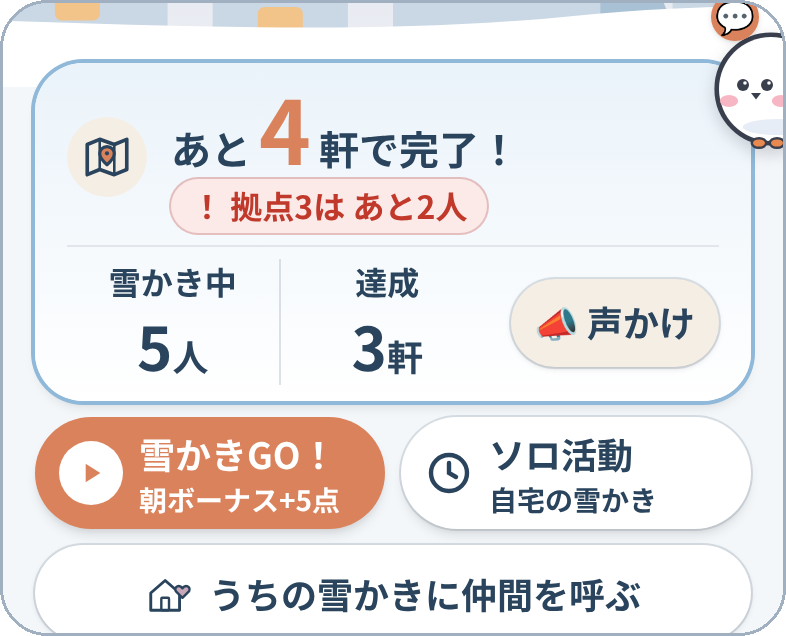 あと 4 軒で完了！
！ 拠点3は あと2人
雪かき中
5人
達成
3軒
声かけ
雪かきGO！
朝ボーナス+5点
ソロ活動
自宅の雪かき
うちの雪かきに仲間を呼ぶ